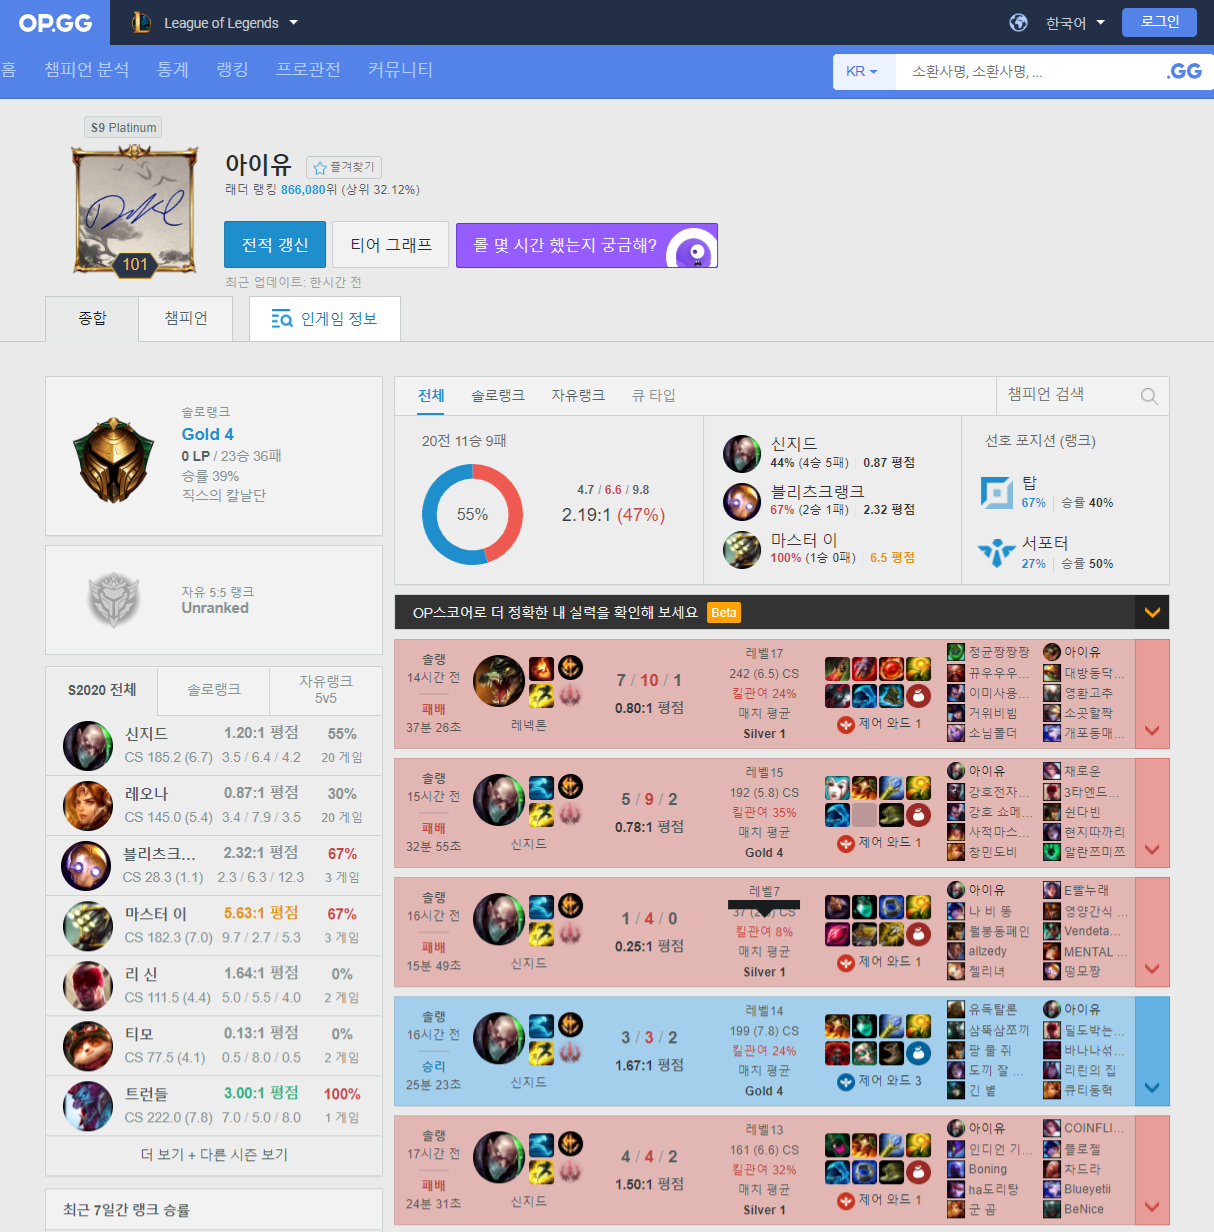 OP.GG League of Legends 한국어 로그인
홈 챔피언 분석 통계 랭킹 프로관전 커뮤니티 KR 소환사명, 소환사명, ... .GG
S9 Platinum
아이유 즐겨찾기
래더 랭킹 866,080위 (상위 32.12%)
101
전적 갱신 티어 그래프 롤 몇 시간 했는지 궁금해?
최근 업데이트: 한시간 전
종합 챔피언 인게임 정보
솔로랭크
Gold 4
0 LP / 23승 36패
승률 39%
직스의 칼날단
자유 5:5 랭크
Unranked
S2020 전체 솔로랭크 자유랭크 5v5
신지드 1.20:1 평점 55%
CS 185.2 (6.7) 3.5 / 6.4 / 4.2 20 게임
레오나 0.87:1 평점 30%
CS 145.0 (5.4) 3.4 / 7.9 / 3.5 20 게임
블리츠크... 2.32:1 평점 67%
CS 28.3 (1.1) 2.3 / 6.3 / 12.3 3 게임
마스터 이 5.63:1 평점 67%
CS 182.3 (7.0) 9.7 / 2.7 / 5.3 3 게임
리 신 1.64:1 평점 0%
CS 111.5 (4.4) 5.0 / 5.5 / 4.0 2 게임
티모 0.13:1 평점 0%
CS 77.5 (4.1) 0.5 / 8.0 / 0.5 2 게임
트런들 3.00:1 평점 100%
CS 222.0 (7.8) 7.0 / 5.0 / 8.0 1 게임
더 보기 + 다른 시즌 보기
최근 7일간 랭크 승률
전체 솔로랭크 자유랭크 큐 타입 챔피언 검색
20전 11승 9패
55%
4.7 / 6.6 / 9.8
2.19:1 (47%)
신지드
44% (4승 5패) 0.87 평점
블리츠크랭크
67% (2승 1패) 2.32 평점
마스터 이
100% (1승 0패) 6.5 평점
선호 포지션 (랭크)
탑
67% 승률 40%
서포터
27% 승률 50%
OP스코어로 더 정확한 내 실력을 확인해 보세요 Beta
솔랭
14시간 전
패배
37분 26초
레넥톤
7 / 10 / 1
0.80:1 평점
레벨17
242 (6.5) CS
킬관여 24%
매치 평균
Silver 1
제어 와드 1
정균짱짱짱 아이유
뀨우우우... 대방동닥...
이미사용... 영환고추
거위비빔 소곳할짝
소님폴더 개포동매...
솔랭
15시간 전
패배
32분 55초
신지드
5 / 9 / 2
0.78:1 평점
레벨15
192 (5.8) CS
킬관여 35%
매치 평균
Gold 4
제어 와드 1
아이유 채로운
강호전자... 3타엔드...
강호 쇼메... 쉰다빈
사적마스... 현지따까리
창민도비 알란쯔미쯔
솔랭
16시간 전
패배
15분 49초
신지드
1 / 4 / 0
0.25:1 평점
레벨7
킬관여 8%
매치 평균
Silver 1
제어 와드 1
아이유 E빨누래
나 비 뚱 영양간식 ...
월봉동폐인 Vendeta...
allzedy MENTAL ...
젤리녀 떵모짱
솔랭
16시간 전
승리
25분 23초
신지드
3 / 3 / 2
1.67:1 평점
레벨14
199 (7.8) CS
킬관여 24%
매치 평균
Gold 4
제어 와드 3
유독탈론 아이유
삼뚝삼쪼끼 딜도박는...
팡 물 쥐 바나나섞...
도끼 잘 ... 리린의 집
긴 볕 큐티동혁
솔랭
17시간 전
패배
24분 31초
신지드
4 / 4 / 2
1.50:1 평점
레벨13
161 (6.6) CS
킬관여 32%
매치 평균
Silver 1
제어 와드 1
아이유 COINFLI...
인디언 기... 플로젤
Boning 차드라
ha도리탕 Blueyetii
군 곰 BeNice